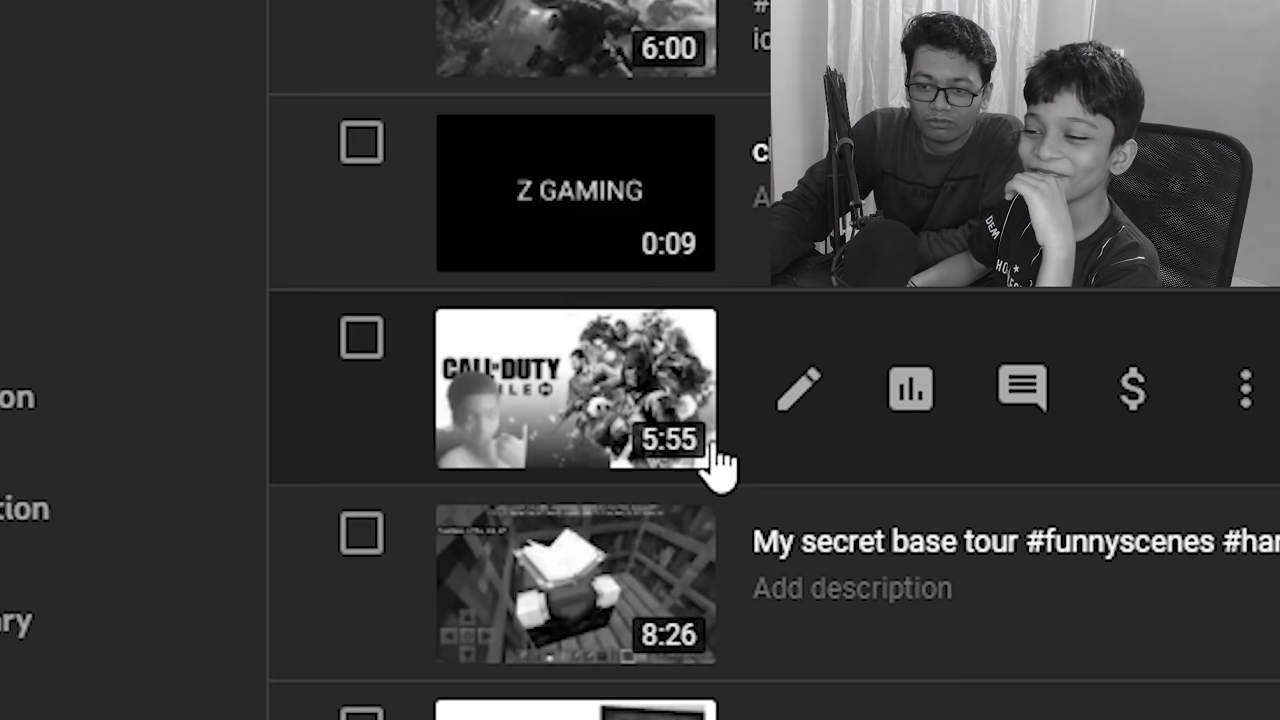 6:00
#
Z GAMING
0:09
CALL OF DUTY
5:55
on
tion
ary
My secret base tour #funnyscenes #har
Add description
8:26